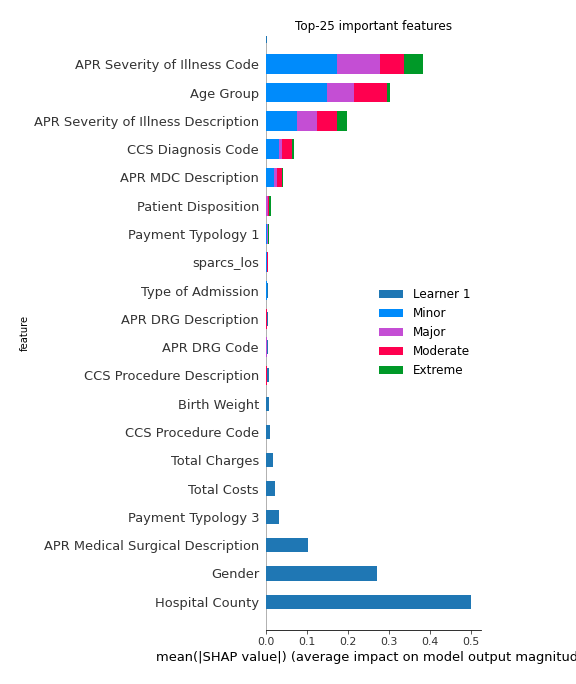 Top-25 important features
APR Severity of Illness Code
Age Group
APR Severity of Illness Description
CCS Diagnosis Code
APR MDC Description
Patient Disposition
Payment Typology 1
sparcs_los
Type of Admission
APR DRG Description
APR DRG Code
CCS Procedure Description
Birth Weight
CCS Procedure Code
Total Charges
Total Costs
Payment Typology 3
APR Medical Surgical Description
Gender
Hospital County
feature
Learner 1
Minor
Major
Moderate
Extreme
0.0 0.1 0.2 0.3 0.4 0.5
mean(|SHAP value|) (average impact on model output magnitud